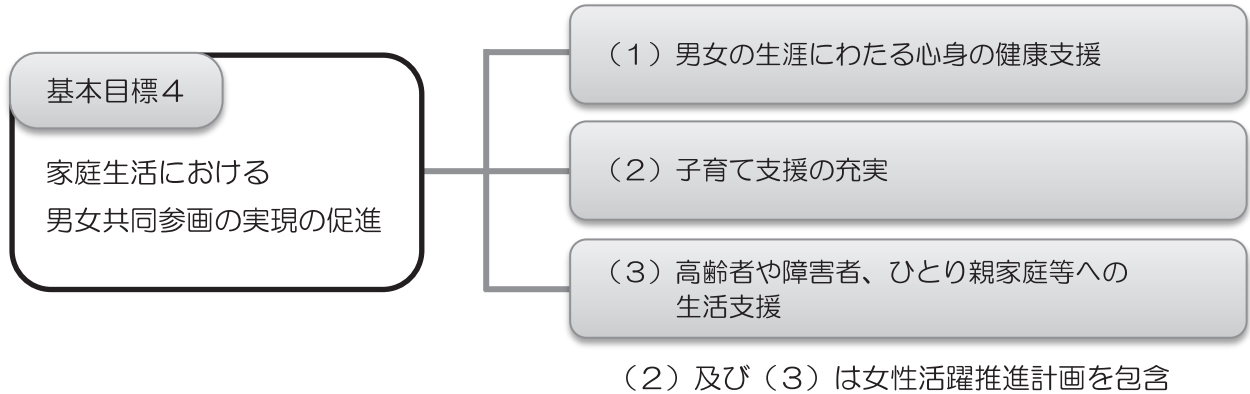 基本目標４
家庭生活における
男女共同参画の実現の促進
（１）男女の生涯にわたる心身の健康支援
（２）子育て支援の充実
（３）高齢者や障害者、ひとり親家庭等への
生活支援
（２）及び（３）は女性活躍推進計画を包含